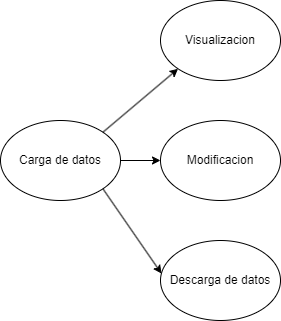 Visualizacion
Carga de datos
Modificacion
Descarga de datos